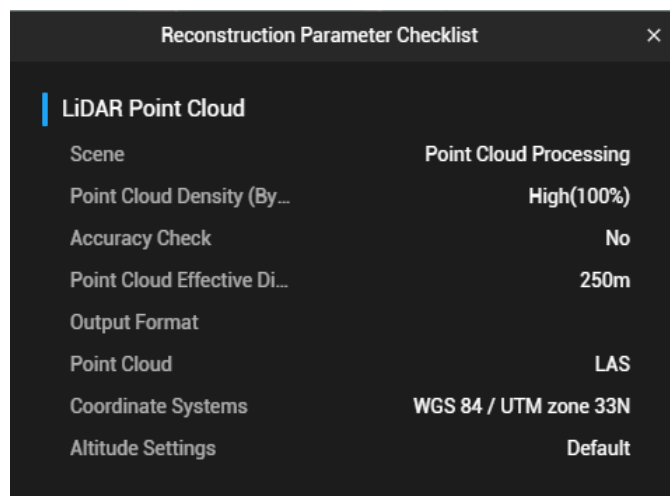 Reconstruction Parameter Checklist
LiDAR Point Cloud
Scene Point Cloud Processing
Point Cloud Density (By... High(100%)
Accuracy Check No
Point Cloud Effective Di... 250m
Output Format
Point Cloud LAS
Coordinate Systems WGS 84 / UTM zone 33N
Altitude Settings Default